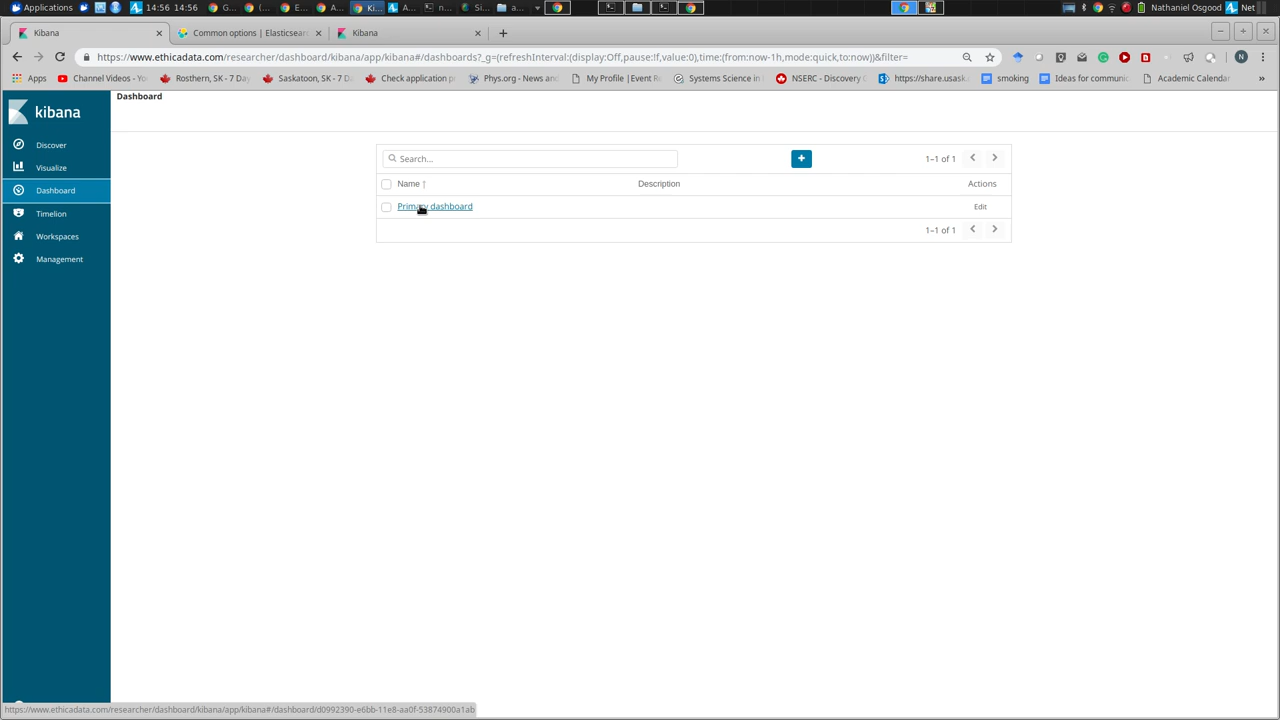 Applications 14:56 14:56 G... ( ... E... A... Ki... A... n... Si... a... Nathaniel Osgood Net
Kibana Common options | Elasticsear Kibana
https://www.ethicadata.com/researcher/dashboard/kibana/app/kibana#/dashboards?_g=(refreshInterval:(display:Off,pause:!f,value:0),time:(from:now-1h,mode:quick,to:now))&filter=
Apps Channel Videos - Yo Rosthern, SK - 7 Day Saskatoon, SK - 7 D Check application p Phys.org - News and My Profile |Event R Systems Science in NSERC - Discovery G https://share.usask. smoking Ideas for communic Academic Calendar
kibana
Dashboard
Discover
Visualize
Dashboard
Timelion
Workspaces
Management
Search... + 1–1 of 1
Name ↑ Description Actions
Primary dashboard Edit
1–1 of 1
https://www.ethicadata.com/researcher/dashboard/kibana/app/kibana#/dashboard/d0992390-e6bb-11e8-aa0f-53874900a1ab